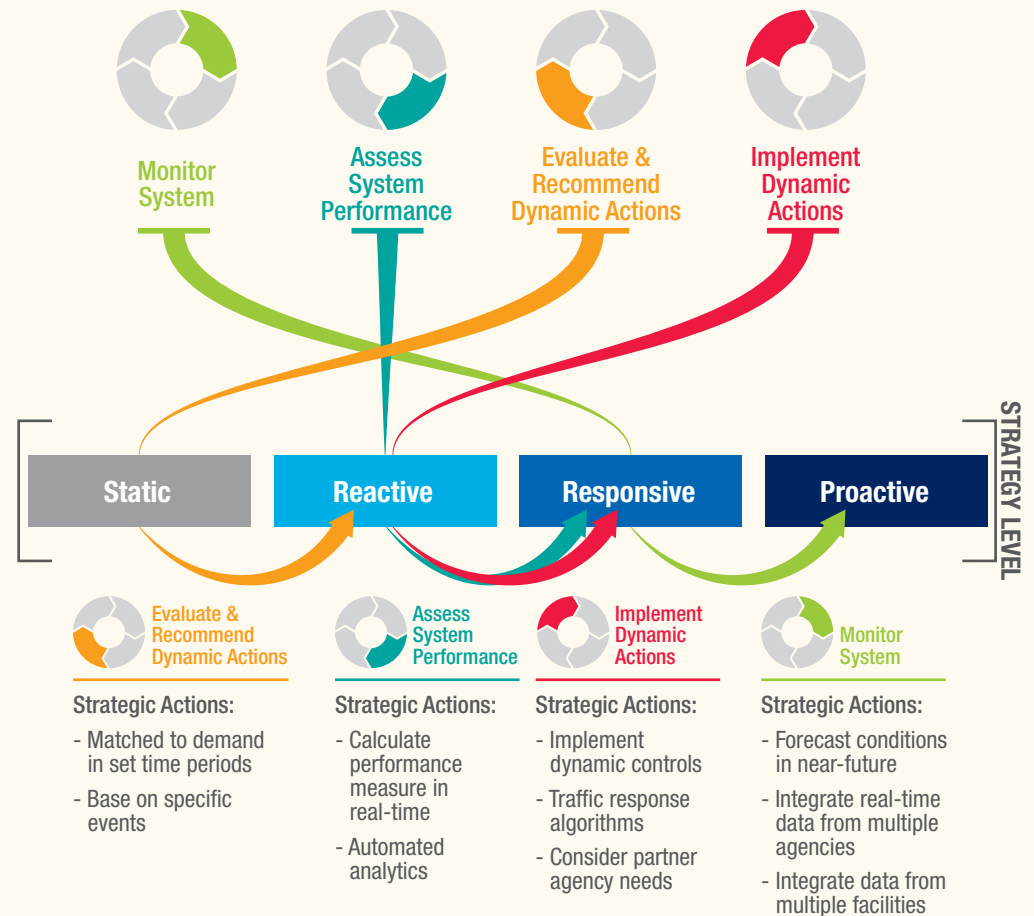 Monitor
System
Assess
System
Performance
Evaluate &
Recommend
Dynamic Actions
Implement
Dynamic
Actions
STRATEGY LEVEL
Static
Reactive
Responsive
Proactive
Evaluate &
Recommend
Dynamic Actions
Strategic Actions:
- Matched to demand
in set time periods
- Base on specific
events
Assess
System
Performance
Strategic Actions:
- Calculate
performance
measure in
real-time
- Automated
analytics
Implement
Dynamic
Actions
Strategic Actions:
- Implement
dynamic controls
- Traffic response
algorithms
- Consider partner
agency needs
Monitor
System
Strategic Actions:
- Forecast conditions
in near-future
- Integrate real-time
data from multiple
agencies
- Integrate data from
multiple facilities